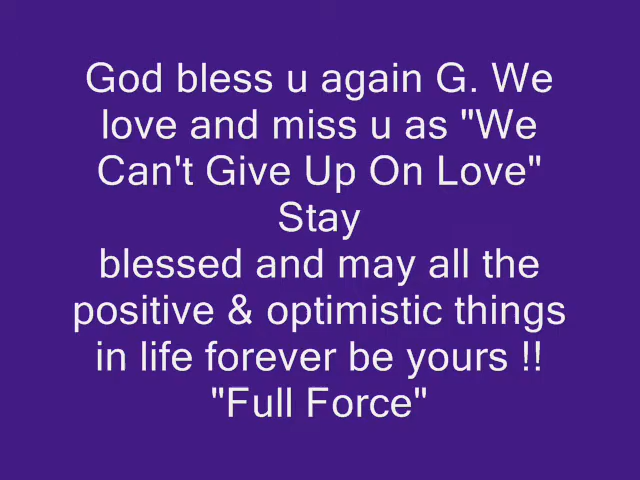 God bless u again G. We
love and miss u as "We
Can't Give Up On Love"
Stay
blessed and may all the
positive & optimistic things
in life forever be yours !!
"Full Force"